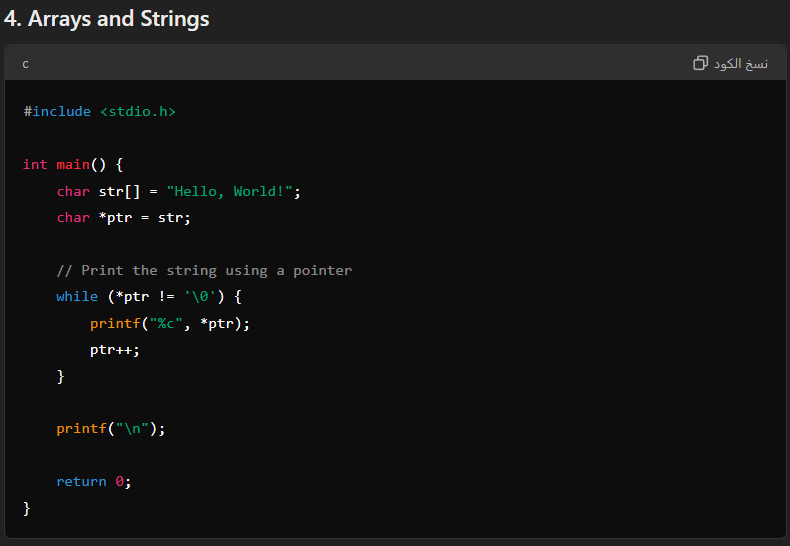 4. Arrays and Strings
c
نسخ الكود
#include <stdio.h>
int main() {
    char str[] = "Hello, World!";
    char *ptr = str;
    // Print the string using a pointer
    while (*ptr != '\0') {
        printf("%c", *ptr);
        ptr++;
    }
    printf("\n");
    return 0;
}